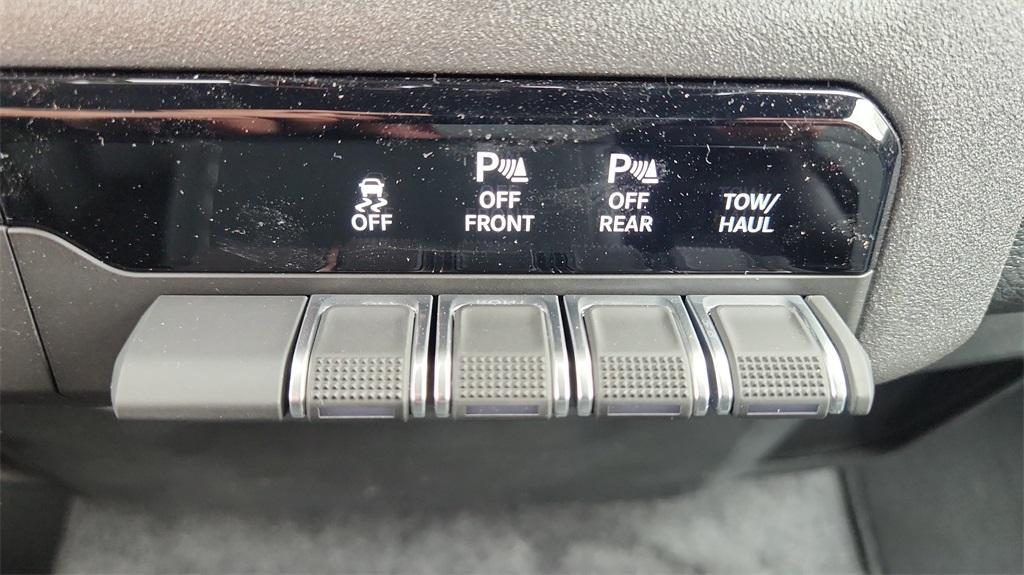 OFF
P OFF FRONT
P OFF REAR
TOW/ HAUL